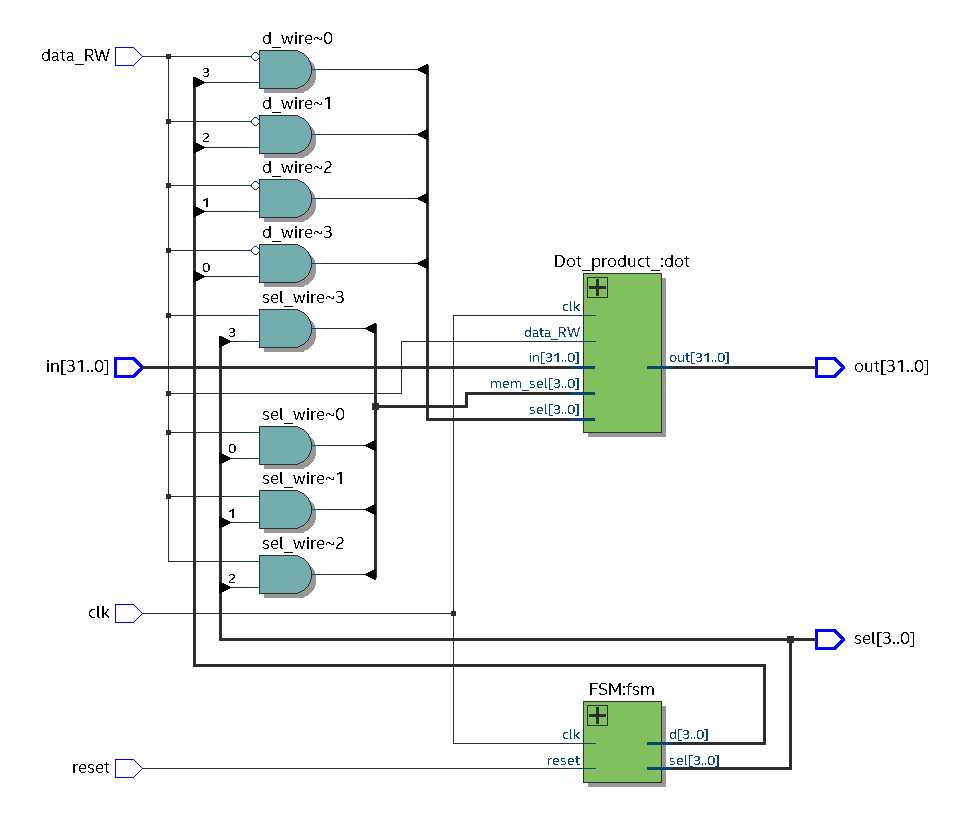 d_wire~0
data_RW
3
d_wire~1
2
d_wire~2
1
d_wire~3
0
Dot_product_:dot
sel_wire~3
clk
data_RW
3
in[31..0]
in[31..0]
out[31..0]
out[31..0]
mem_sel[3..0]
sel[3..0]
sel_wire~0
0
sel_wire~1
1
sel_wire~2
2
clk
sel[3..0]
FSM:fsm
clk
d[3..0]
reset
reset
sel[3..0]